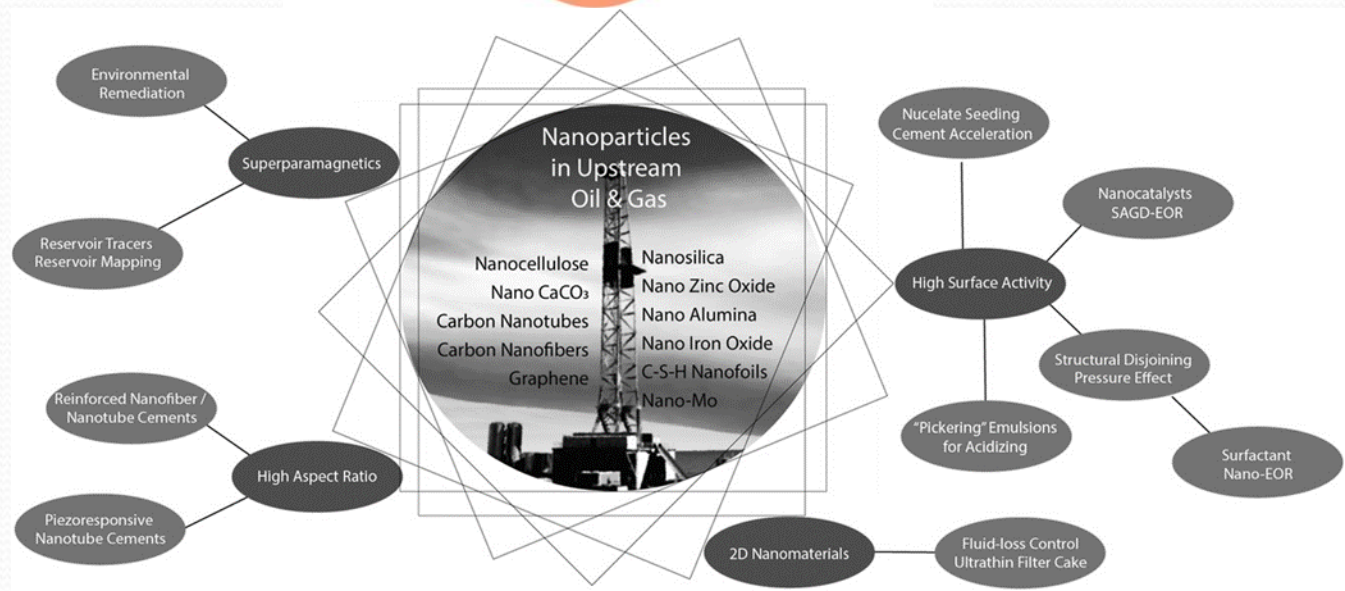 Nanoparticles
in Upstream
Oil & Gas
Nanocellulose
Nano CaCO₃
Carbon Nanotubes
Carbon Nanofibers
Graphene
Nanosilica
Nano Zinc Oxide
Nano Alumina
Nano Iron Oxide
C-S-H Nanofoils
Nano-Mo
Environmental
Remediation
Superparamagnetics
Reservoir Tracers
Reservoir Mapping
Reinforced Nanofiber /
Nanotube Cements
High Aspect Ratio
Piezoresponsive
Nanotube Cements
Nucelate Seeding
Cement Acceleration
Nanocatalysts
SAGD-EOR
High Surface Activity
Structural Disjoining
Pressure Effect
"Pickering" Emulsions
for Acidizing
Surfactant
Nano-EOR
2D Nanomaterials
Fluid-loss Control
Ultrathin Filter Cake